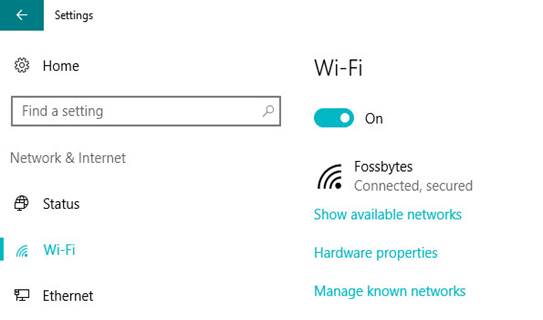 Settings
Home
Find a setting
Network & Internet
Status
Wi-Fi
Ethernet
Wi-Fi
On
Fossbytes
Connected, secured
Show available networks
Hardware properties
Manage known networks